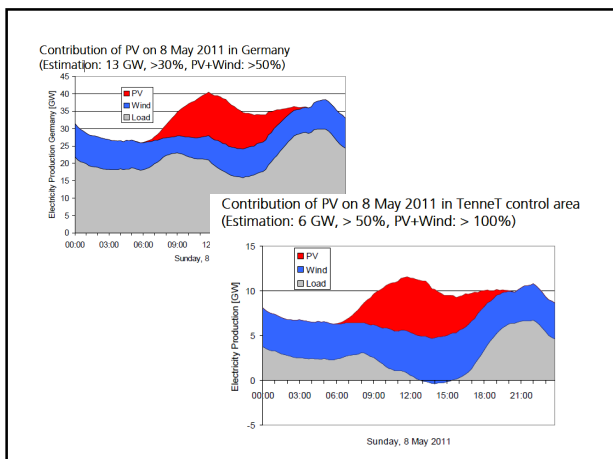 Contribution of PV on 8 May 2011 in Germany
(Estimation: 13 GW, >30%, PV+Wind: >50%)
Electricity Production Germany [GW]
45
40
35
30
25
20
15
10
5
0
PV
Wind
Load
00:00 03:00 06:00 09:00 12
Sunday, 8
Contribution of PV on 8 May 2011 in TenneT control area
(Estimation: 6 GW, > 50%, PV+Wind: > 100%)
Electricity Production [GW]
15
10
5
0
-5
PV
Wind
Load
00:00 03:00 06:00 09:00 12:00 15:00 18:00 21:00
Sunday, 8 May 2011